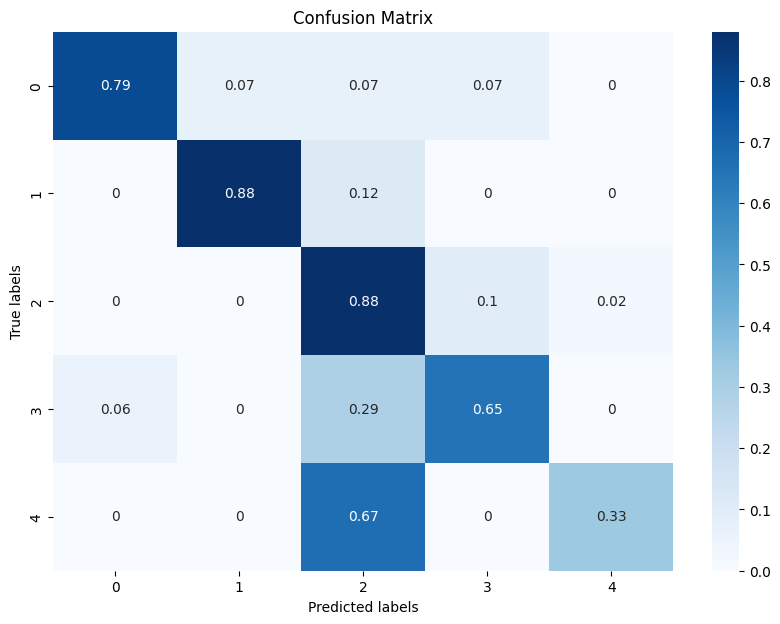 Confusion Matrix
0 0.79 0.07 0.07 0.07 0
1 0 0.88 0.12 0 0
2 0 0 0.88 0.1 0.02
3 0.06 0 0.29 0.65 0
4 0 0 0.67 0 0.33
0 1 2 3 4
Predicted labels
True labels
0.8
0.7
0.6
0.5
0.4
0.3
0.2
0.1
0.0